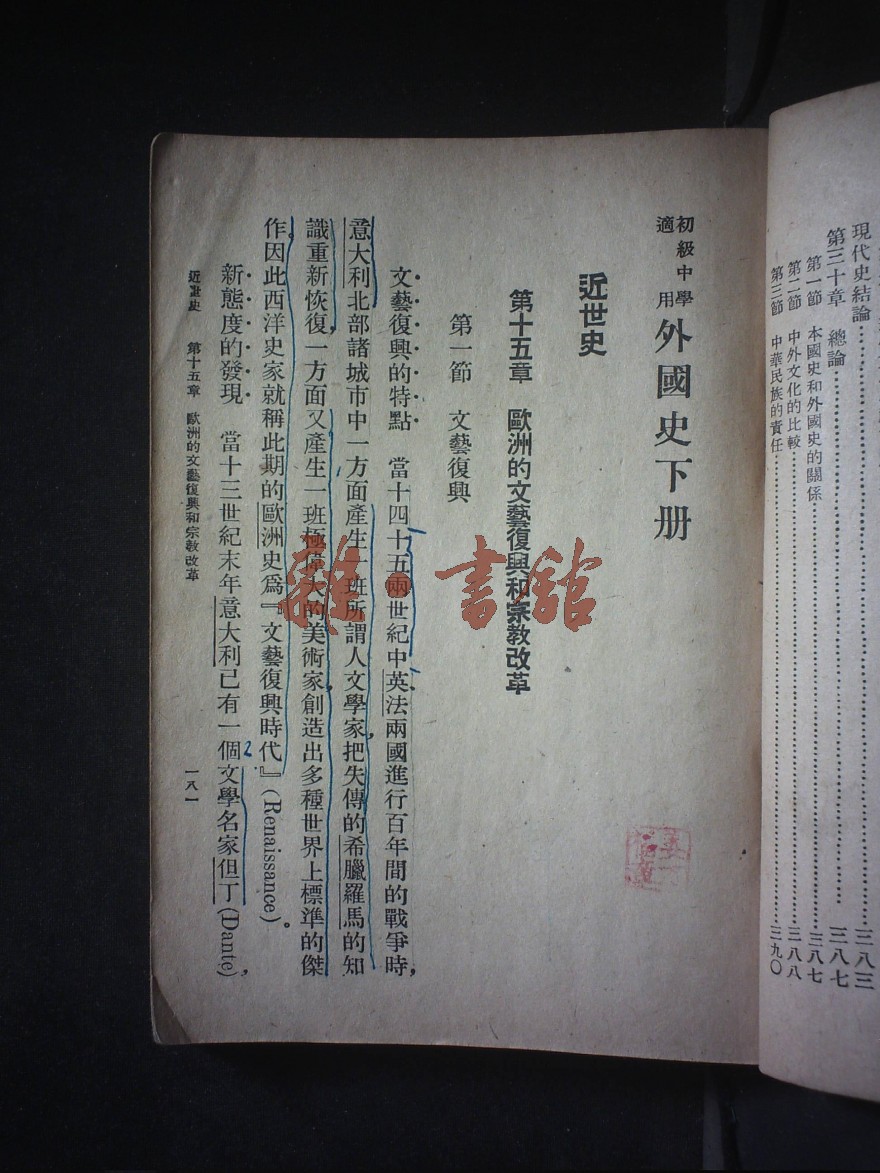 現代史結論……三八三
第三十章 總論……三八七
第一節 本國史和外國史的關係……三八七
第二節 中外文化的比較……三八八
第三節 中華民族的責任……三九〇
初級中學適用 外國史下册
近世史
第十五章 歐洲的文藝復興和宗教改革
第一節 文藝復興
文藝復興的特點 當十四十五兩世紀中英、法兩國進行百年間的戰爭時，
意大利北部諸城市中一方面產生一班所謂人文學家，把失傳的希臘羅馬的知
識重新恢復，一方面又產生一班極偉大的美術家創造出多種世界上標準的傑
作。因此西洋史家就稱此期的歐洲史爲『文藝復興時代』(Renaissance)。
新態度的發現 當十三世紀末年意大利已有一個文學名家但丁(Dante)，
近世史 第十五章 歐洲的文藝復興和宗教改革
一八一
2
雜·書館